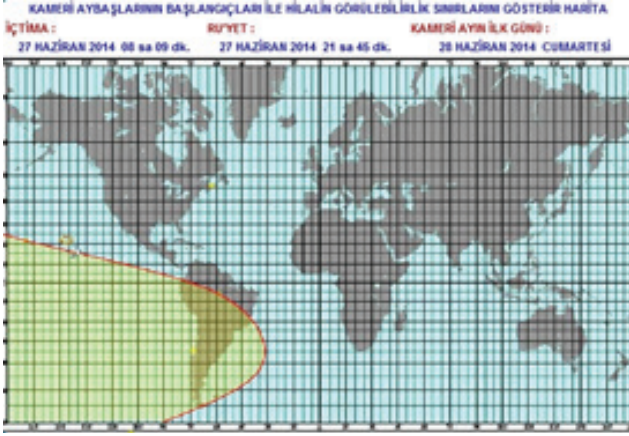 KAMERİ AYBAŞLARININ BAŞLANGIÇLARI İLE HİLALİN GÖRÜLEBİLİRLİK SINIRLARINI GÖSTERİR HARİTA
İÇTİMA : RU'YET : KAMERİ AYIN İLK GÜNÜ :
27 HAZİRAN 2014 08 sa 09 dk. 27 HAZİRAN 2014 21 sa 45 dk. 28 HAZİRAN 2014 CUMARTESİ